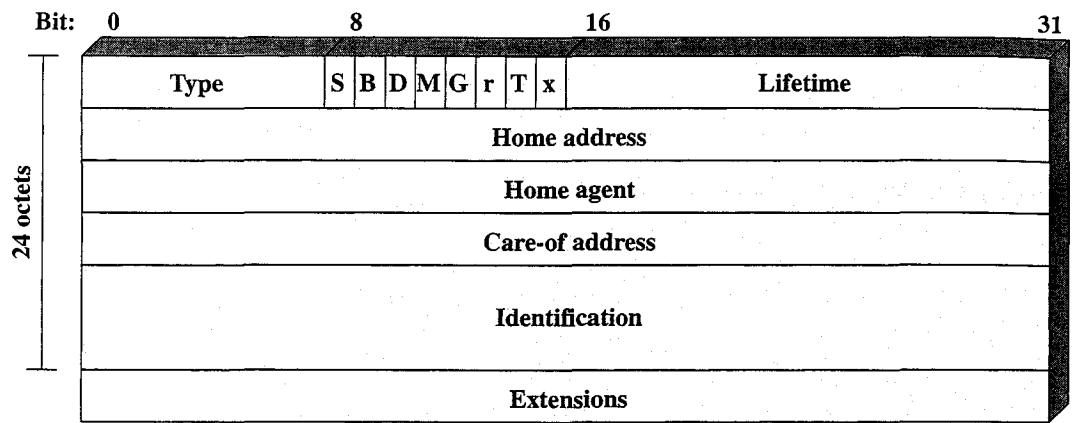 Bit: 0 8 16 31
Type S B D M G r T x Lifetime
Home address
Home agent
Care-of address
24 octets
Identification
Extensions